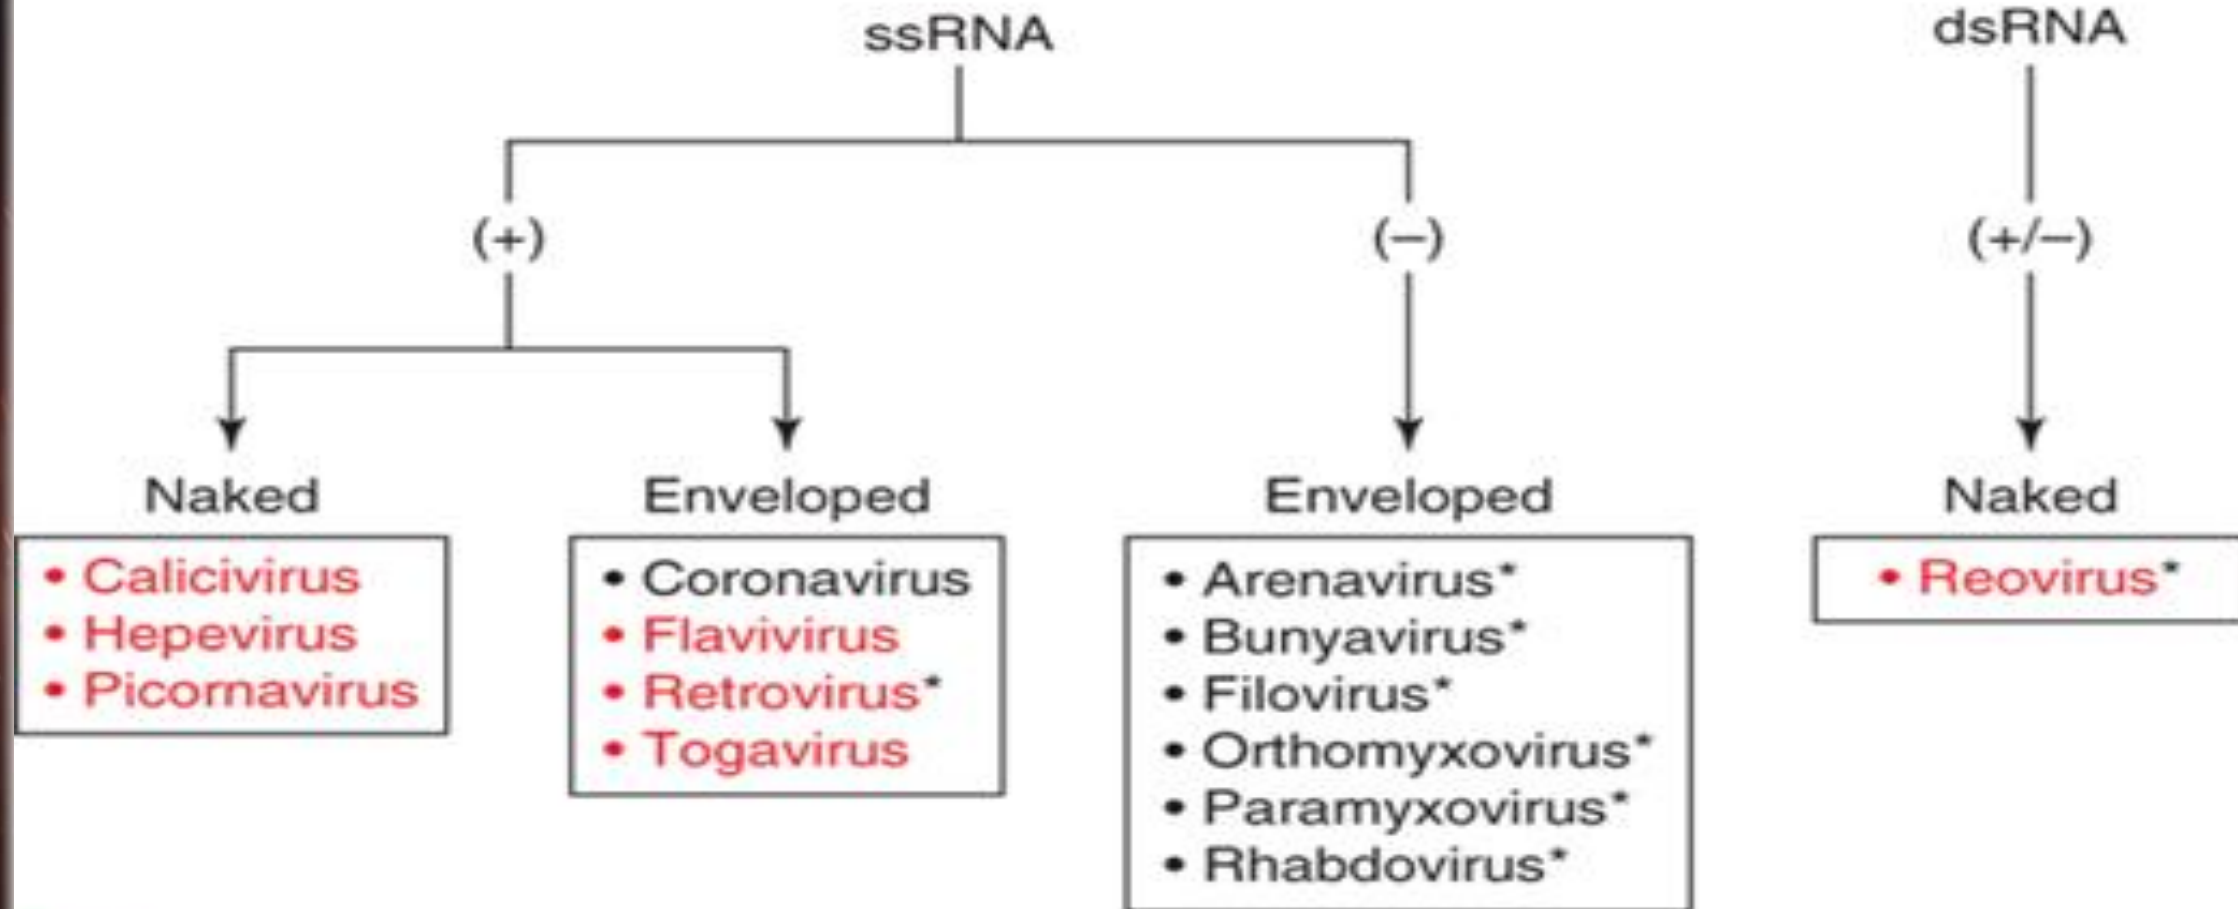 ssRNA
dsRNA
(+)
(−)
(+/−)
Naked
Enveloped
Enveloped
Naked
• Calicivirus
• Hepevirus
• Picornavirus
• Coronavirus
• Flavivirus
• Retrovirus*
• Togavirus
• Arenavirus*
• Bunyavirus*
• Filovirus*
• Orthomyxovirus*
• Paramyxovirus*
• Rhabdovirus*
• Reovirus*